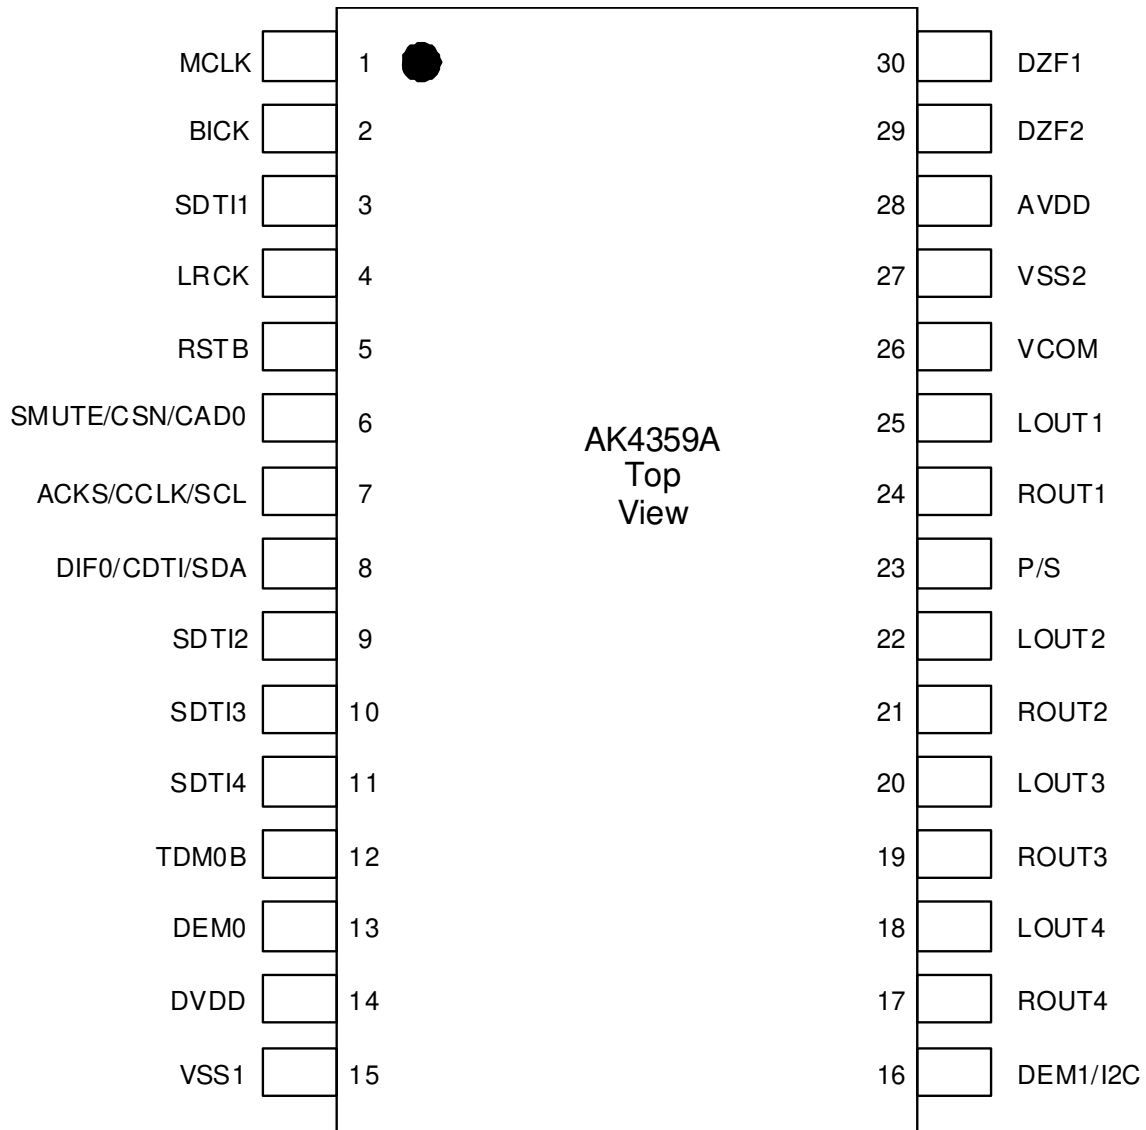 MCLK 1 30 DZF1
BICK 2 29 DZF2
SDTI1 3 28 AVDD
LRCK 4 27 VSS2
RSTB 5 26 VCOM
SMUTE/CSN/CAD0 6 25 LOUT1
AK4359A
Top
View
ACKS/CCLK/SCL 7 24 ROUT1
DIF0/CDTI/SDA 8 23 P/S
SDTI2 9 22 LOUT2
SDTI3 10 21 ROUT2
SDTI4 11 20 LOUT3
TDM0B 12 19 ROUT3
DEM0 13 18 LOUT4
DVDD 14 17 ROUT4
VSS1 15 16 DEM1/I2C